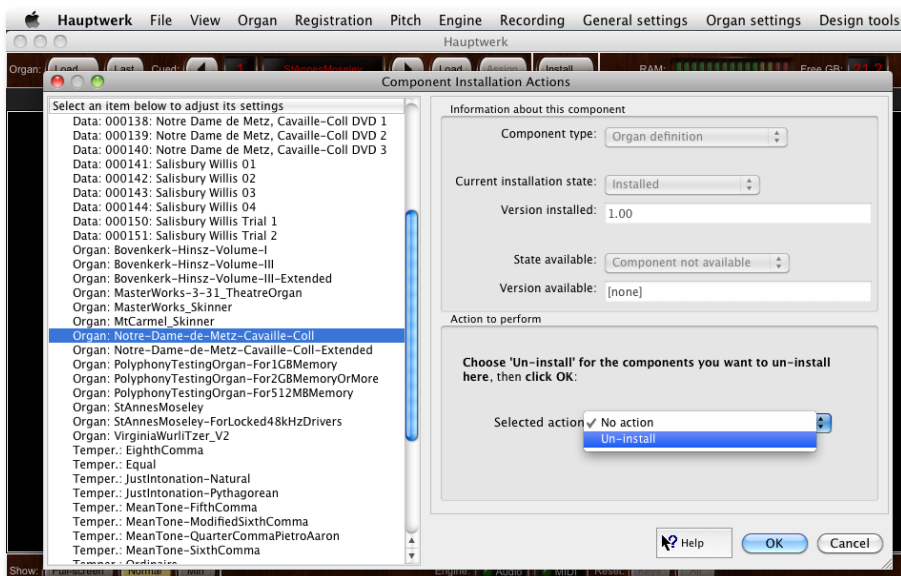 Hauptwerk File View Organ Registration Pitch Engine Recording General settings Organ settings Design tools
Hauptwerk
Organ: Load Last Cued: 1 StAnnesMoseley Load Assign Install RAM: Free GB: 21.2
Component Installation Actions
Select an item below to adjust its settings
Data: 000138: Notre Dame de Metz, Cavaille-Coll DVD 1
Data: 000139: Notre Dame de Metz, Cavaille-Coll DVD 2
Data: 000140: Notre Dame de Metz, Cavaille-Coll DVD 3
Data: 000141: Salisbury Willis 01
Data: 000142: Salisbury Willis 02
Data: 000143: Salisbury Willis 03
Data: 000144: Salisbury Willis 04
Data: 000150: Salisbury Willis Trial 1
Data: 000151: Salisbury Willis Trial 2
Organ: Bovenkerk-Hinsz-Volume-I
Organ: Bovenkerk-Hinsz-Volume-III
Organ: Bovenkerk-Hinsz-Volume-III-Extended
Organ: MasterWorks-3-31_TheatreOrgan
Organ: MasterWorks_Skinner
Organ: MtCarmel_Skinner
Organ: Notre-Dame-de-Metz-Cavaille-Coll
Organ: Notre-Dame-de-Metz-Cavaille-Coll-Extended
Organ: PolyphonyTestingOrgan-For1GBMemory
Organ: PolyphonyTestingOrgan-For2GBMemoryOrMore
Organ: PolyphonyTestingOrgan-For512MBMemory
Organ: StAnnesMoseley
Organ: StAnnesMoseley-ForLocked48kHzDrivers
Organ: VirginiaWurliTzer_V2
Temper.: EighthComma
Temper.: Equal
Temper.: JustIntonation-Natural
Temper.: JustIntonation-Pythagorean
Temper.: MeanTone-FifthComma
Temper.: MeanTone-ModifiedSixthComma
Temper.: MeanTone-QuarterCommaPietroAaron
Temper.: MeanTone-SixthComma
Temper.: Ordinaire
Information about this component
Component type: Organ definition
Current installation state: Installed
Version installed: 1.00
State available: Component not available
Version available: [none]
Action to perform
Choose 'Un-install' for the components you want to un-install
here, then click OK:
Selected action ✓ No action
Un-install
Help OK Cancel
Show: Full-screen Normal Min Engine: Audio MIDI Reset: